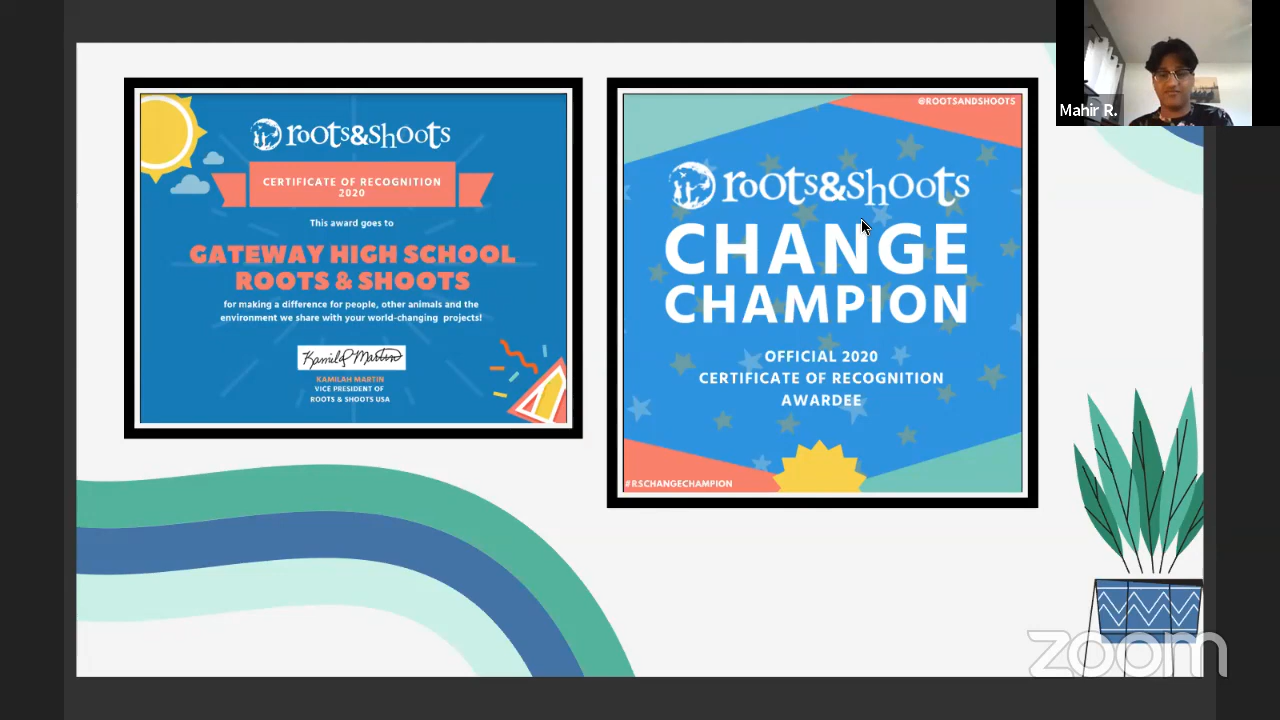 roots&shoots
CERTIFICATE OF RECOGNITION
2020
This award goes to
GATEWAY HIGH SCHOOL
ROOTS & SHOOTS
for making a difference for people, other animals and the
environment we share with your world-changing projects!
Kamilah Martin
KAMILAH MARTIN
VICE PRESIDENT OF
ROOTS & SHOOTS USA
@ROOTSANDSHOOTS
roots&shoots
CHANGE
CHAMPION
OFFICIAL 2020
CERTIFICATE OF RECOGNITION
AWARDEE
#RSCHANGECHAMPION
Mahir R.
zoom